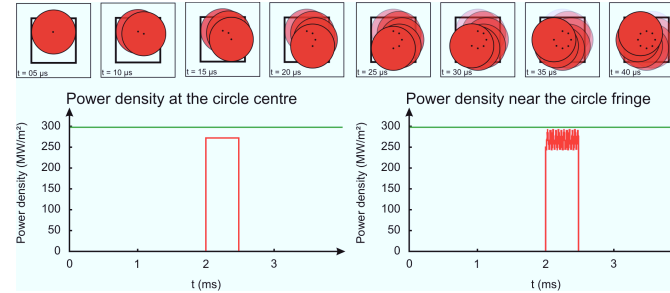 t = 05 µs
t = 10 µs
t = 15 µs
t = 20 µs
t = 25 µs
t = 30 µs
t = 35 µs
t = 40 µs
Power density at the circle centre
Power density (MW/m²)
300
250
200
150
100
50
0
0 1 2 3
t (ms)
Power density near the circle fringe
Power density (MW/m²)
300
250
200
150
100
50
0
0 1 2 3
t (ms)